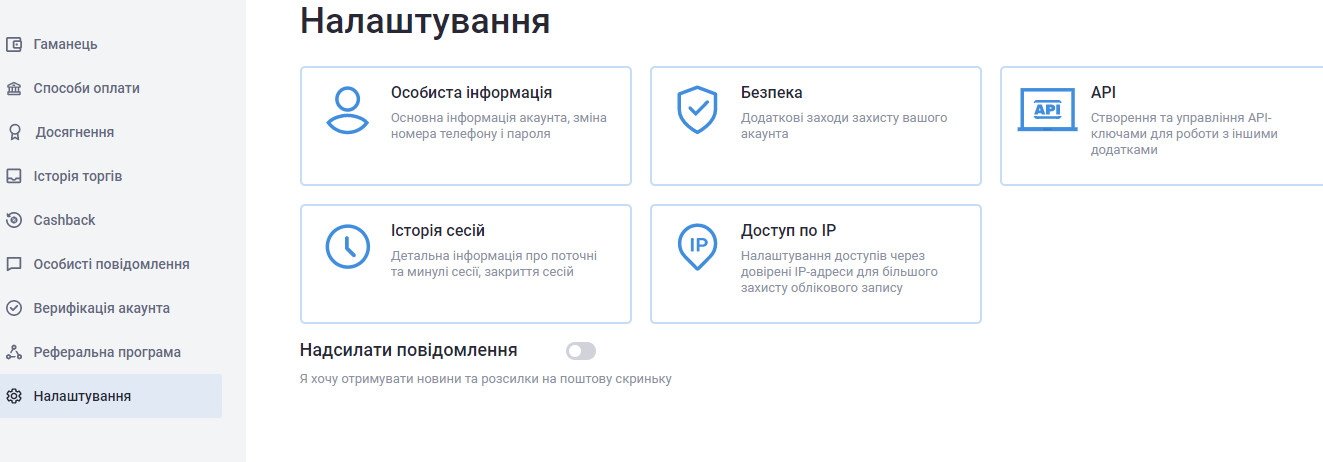 Налаштування
Гаманець
Способи оплати
Досягнення
Історія торгів
Cashback
Особисті повідомлення
Верифікація акаунта
Реферальна програма
Налаштування
Особиста інформація
Основна інформація акаунта, зміна
номера телефону і пароля
Безпека
Додаткові заходи захисту вашого
акаунта
API
API
Створення та управління API-
ключами для роботи з іншими
додатками
Історія сесій
Детальна інформація про поточні
та минулі сесії, закриття сесій
IP
Доступ по IP
Налаштування доступів через
довірені IP-адреси для більшого
захисту облікового запису
Надсилати повідомлення
Я хочу отримувати новини та розсилки на поштову скриньку